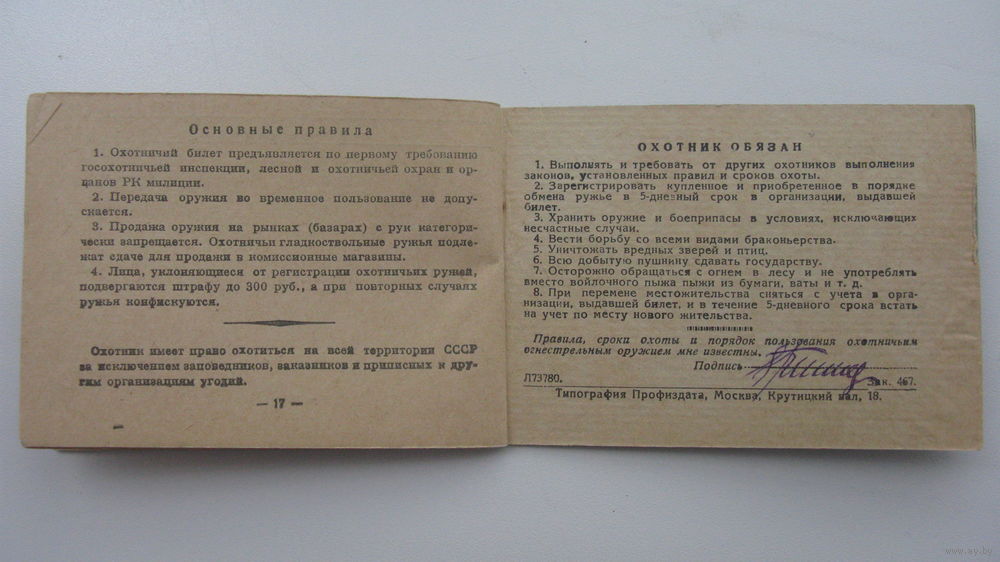 Основные правила
1. Охотничий билет предъявляется по первому требованию
госохотничьей инспекции, лесной и охотничьей охран и ор-
цанов РК милиции.
2. Передача оружия во временное пользование не допу-
скается.
3. Продажа оружия на рынках (базарах) с рук категори-
чески запрещается. Охотничьи гладкоствольные ружья подле-
жат сдаче для продажи в комиссионные магазины.
4. Лица, уклоняющиеся от регистрации охотничьих ружей,
подвергаются штрафу до 300 руб., а при повторных случаях
ружья конфискуются.
Охотник имеет право охотиться на всей территории СССР
за исключением заповедников, заказников и приписных к дру-
гим организациям угодий.
— 17 —
ОХОТНИК ОБЯЗАН
1. Выполнять и требовать от других охотников выполнения
законов, установленных правил и сроков охоты.
2. Зарегистрировать купленное и приобретенное в порядке
обмена ружье в 5-дневный срок в организации, выдавшей
билет.
3. Хранить оружие и боеприпасы в условиях, исключающих
несчастные случаи.
4. Вести борьбу со всеми видами браконьерства.
5. Уничтожать вредных зверей и птиц.
6. Всю добытую пушнину сдавать государству.
7. Осторожно обращаться с огнем в лесу и не употреблять
вместо войлочного пыжа пыжи из бумаги, ваты и т. д.
8. При перемене местожительства сняться с учета в орга-
низации, выдавшей билет, и в течение 5-дневного срока встать
на учет по месту нового жительства.
Правила, сроки охоты и порядок пользования охотничьим
огнестрельным оружием мне известны.
Подпись
Л73780. Зак. 467.
Типография Профиздата, Москва, Крутицкий вал, 18.
www.ay.by